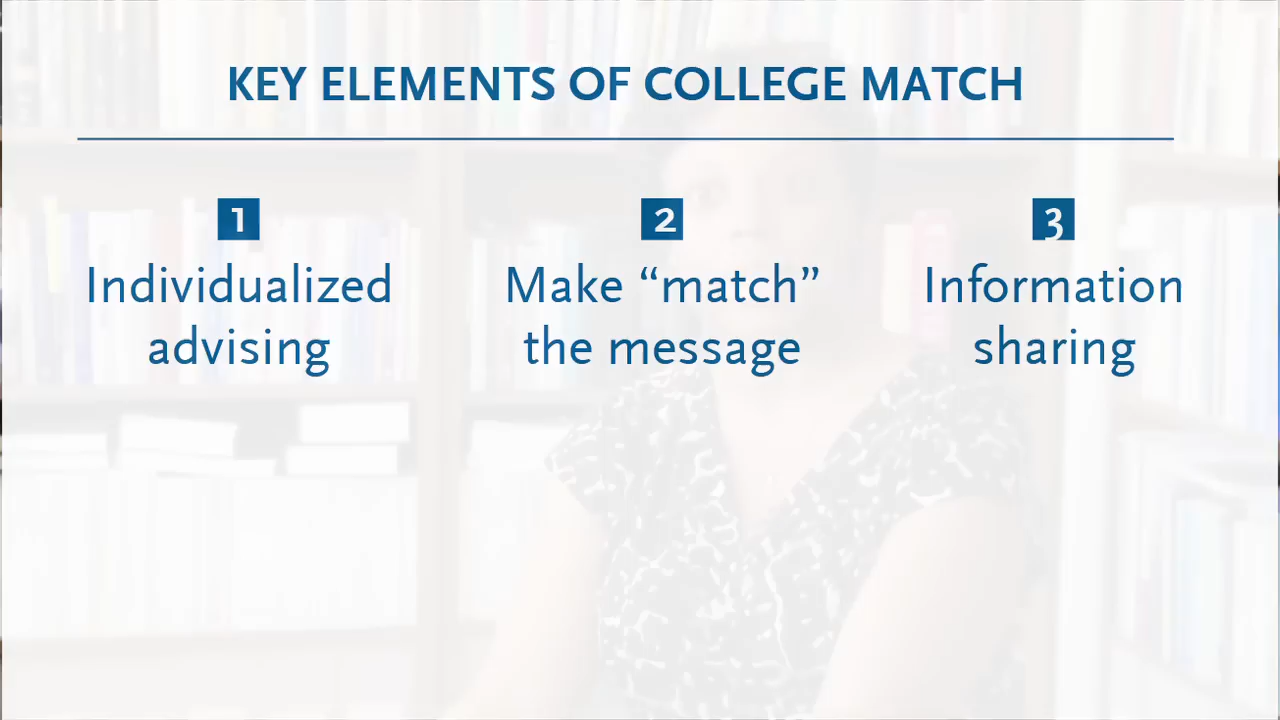 KEY ELEMENTS OF COLLEGE MATCH
1
Individualized
advising
2
Make “match”
the message
3
Information
sharing